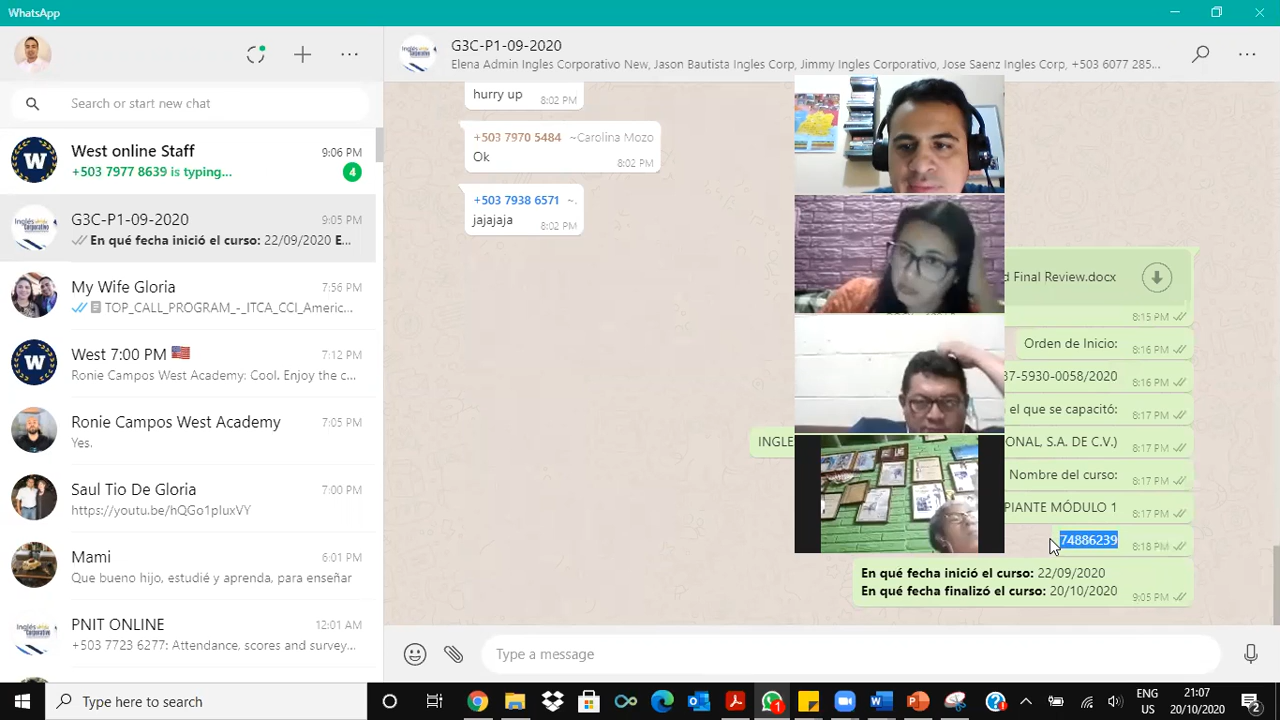 WhatsApp
Search or start new chat
West online Staff
9:06 PM
+503 7977 8639 is typing...
4
G3C-P1-09-2020
9:05 PM
En qué fecha inició el curso: 22/09/2020 E...
My Wife Gloria
7:56 PM
TOP_CALL_PROGRAM_-_ITCA_CCI_Americ...
West 7:00 PM
7:12 PM
Ronie Campos West Academy: Cool. Enjoy the c...
Ronie Campos West Academy
7:05 PM
Yes.
Saul Tio De Gloria
7:00 PM
https://youtu.be/nQGo1pluxVY
Mami
6:01 PM
Que bueno hijo, estudié y aprenda, para enseñar
PNIT ONLINE
12:01 AM
+503 7723 6277: Attendance, scores and survey...
G3C-P1-09-2020
Elena Admin Ingles Corporativo New, Jason Bautista Ingles Corp, Jimmy Ingles Corporativo, Jose Saenz Ingles Corp, +503 6077 285...
hurry up
8:02 PM
+503 7970 5484 ~Carolina Mozo
Ok
8:02 PM
+503 7938 6571
jajajaja
8:02 PM
d Final Review.docx
8:15 PM
Orden de Inicio:
8:16 PM
37-5930-0058/2020
8:16 PM
el que se capacitó:
8:17 PM
INGLE
ONAL, S.A. DE C.V.)
8:17 PM
Nombre del curso:
8:17 PM
PIANTE MÓDULO 1
8:17 PM
74886239
8:18 PM
En qué fecha inició el curso: 22/09/2020
En qué fecha finalizó el curso: 20/10/2020
9:05 PM
Type a message
Type here to search
ENG
LAA
21:07
20/10/2020
2